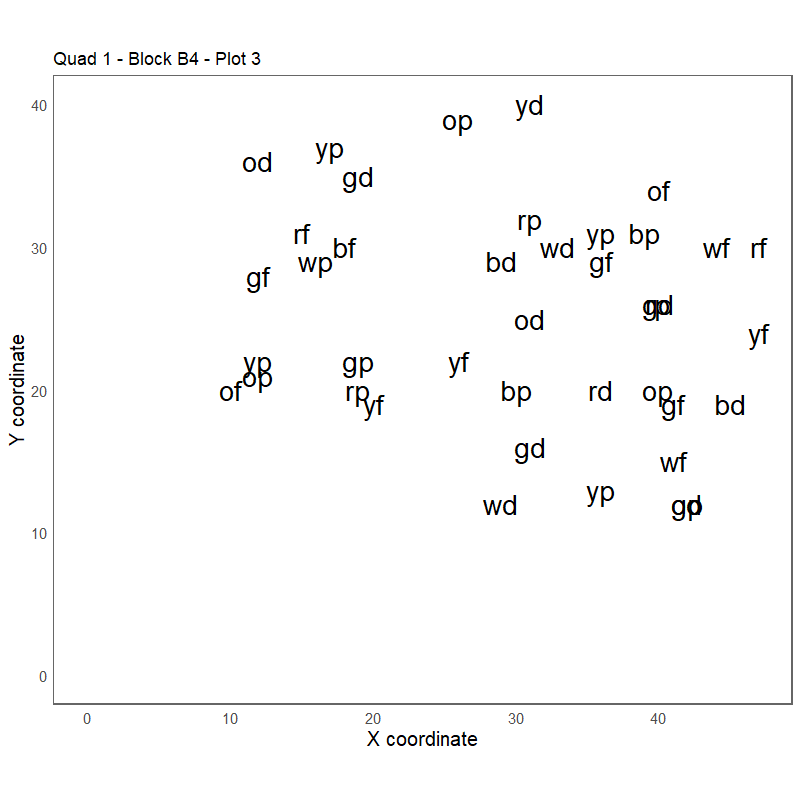 Quad 1 - Block B4 - Plot 3
40
yd
op
yp
od
gd
of
rp
rf
yp
bp
bf
wd
wf
rf
wp
bd
gf
gf
od
yf
yp
gp
yf
op
of
rp
bp
rd
op
yf
gf
bd
gd
wf
yp
wd
30
20
10
0
Y coordinate
0 10 20 30 40
X coordinate